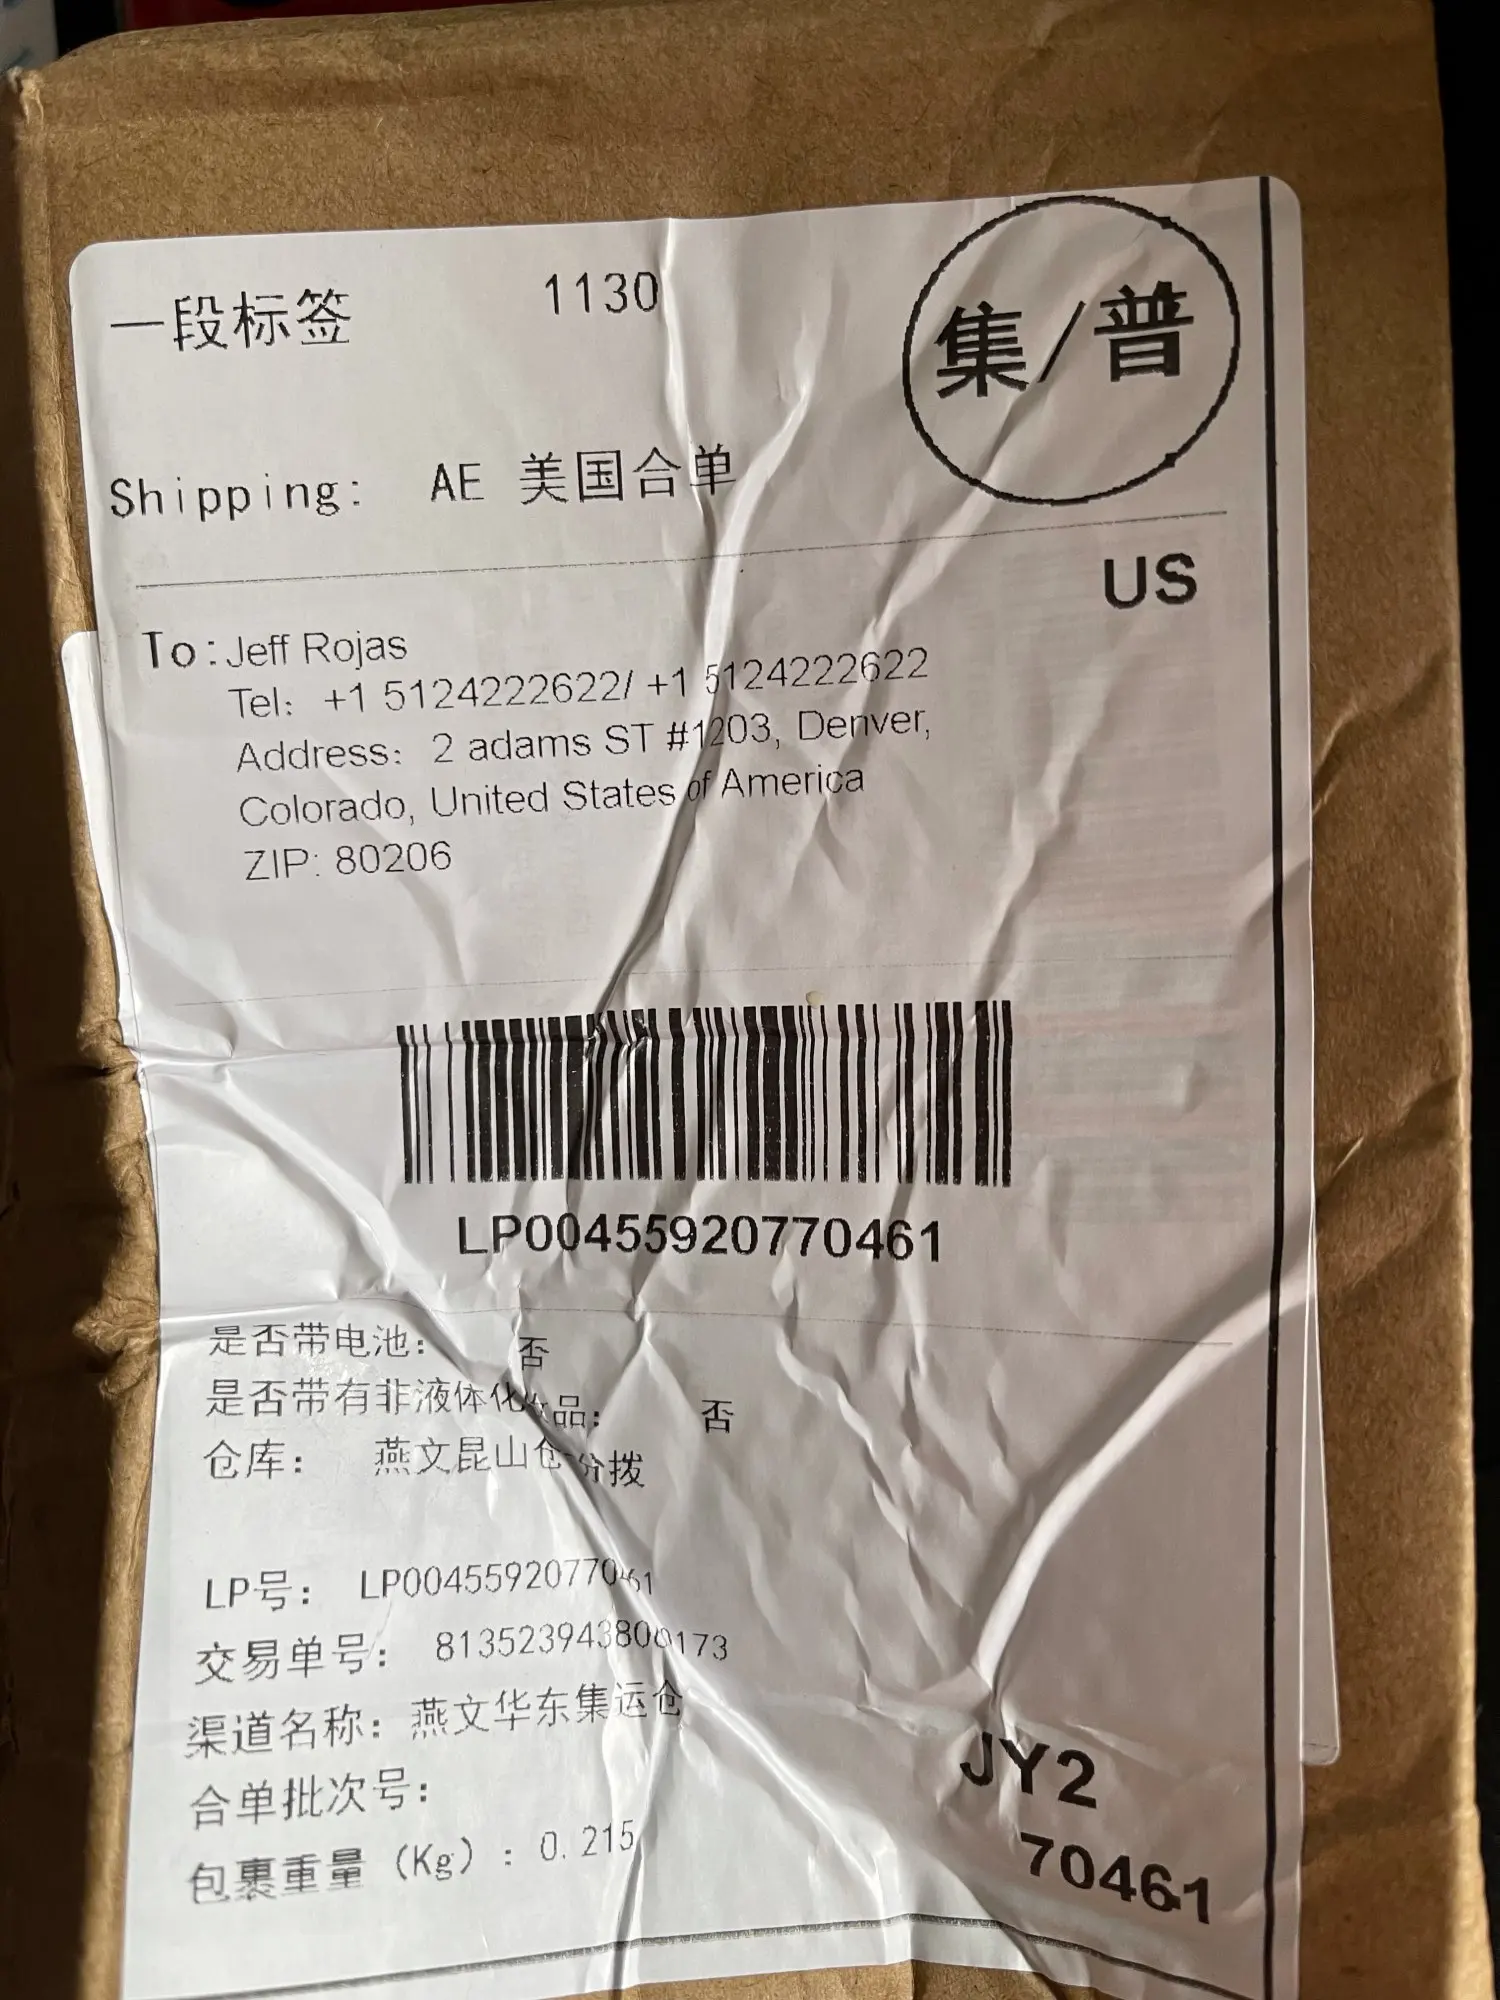 一段标签 1130
集/普
Shipping: AE 美国合单
US
To: Jeff Rojas
Tel: +1 5124222622/ +1 5124222622
Address: 2 adams ST #1203, Denver,
Colorado, United States of America
ZIP: 80206
LP00455920770461
是否带电池: 否
是否带有非液体化妆品: 否
仓库: 燕文昆山仓分拨
LP号: LP00455920770461
交易单号:
渠道名称: 燕文华东集运仓
合单批次号:
包裹重量 (Kg) : 0.215
JY2
70461